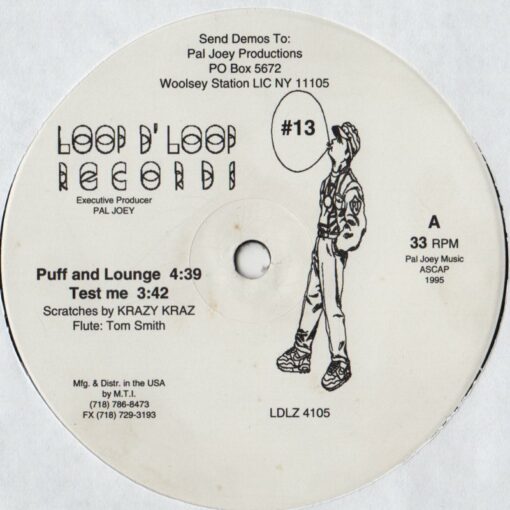 Send Demos To:
Pal Joey Productions
PO Box 5672
Woolsey Station LIC NY 11105
LOOP D' LOOP
RECORDS
Executive Producer
PAL JOEY
#13
A
33 RPM
Pal Joey Music
ASCAP
1995
Puff and Lounge 4:39
Test me 3:42
Scratches by KRAZY KRAZ
Flute: Tom Smith
Mfg. & Distr. in the USA
by M.T.I.
(718) 786-8473
FX (718) 729-3193
LDLZ 4105